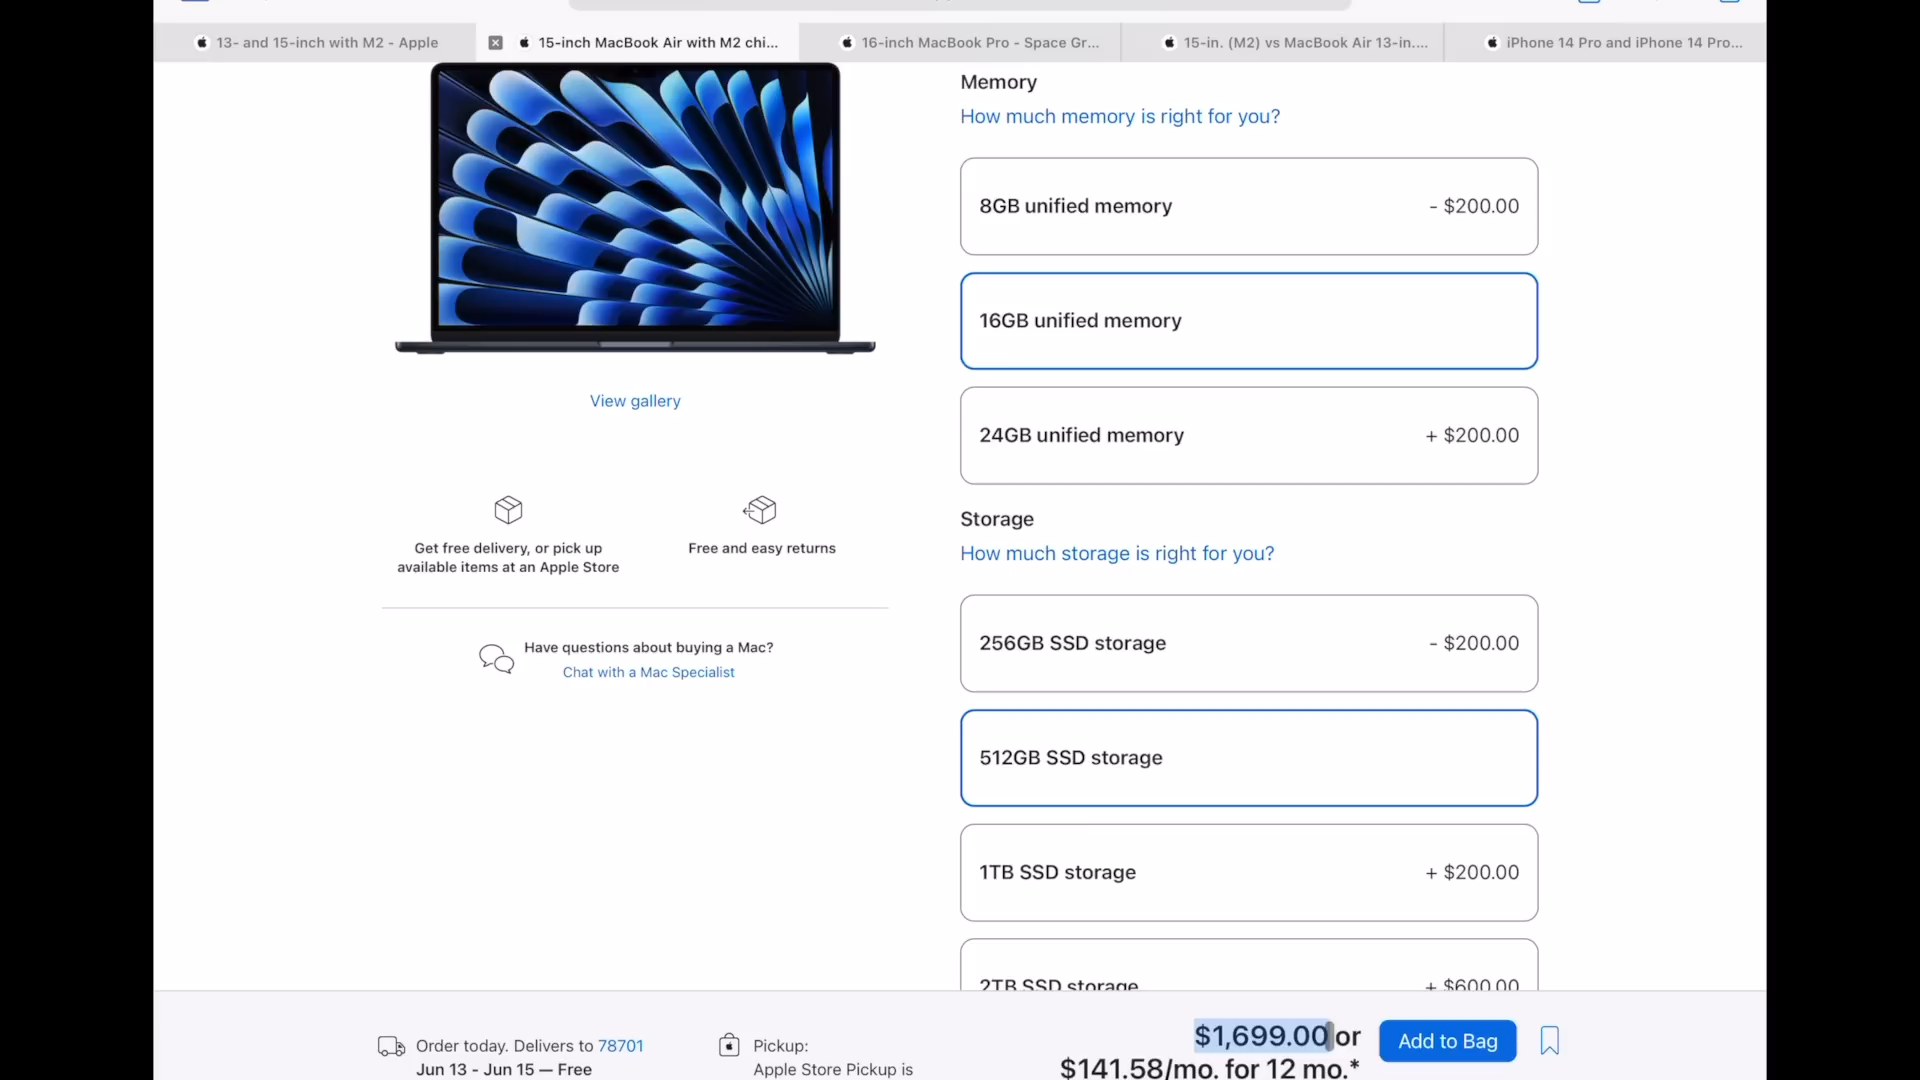 13- and 15-inch with M2 - Apple
15-inch MacBook Air with M2 chi...
16-inch MacBook Pro - Space Gr...
15-in. (M2) vs MacBook Air 13-in....
iPhone 14 Pro and iPhone 14 Pro...
View gallery
Get free delivery, or pick up
available items at an Apple Store
Free and easy returns
Have questions about buying a Mac?
Chat with a Mac Specialist
Memory
How much memory is right for you?
8GB unified memory - $200.00
16GB unified memory
24GB unified memory + $200.00
Storage
How much storage is right for you?
256GB SSD storage - $200.00
512GB SSD storage
1TB SSD storage + $200.00
2TB SSD storage + $600.00
Order today. Delivers to 78701
Jun 13 - Jun 15 — Free
Pickup:
Apple Store Pickup is
$1,699.00 or
$141.58/mo. for 12 mo.*
Add to Bag